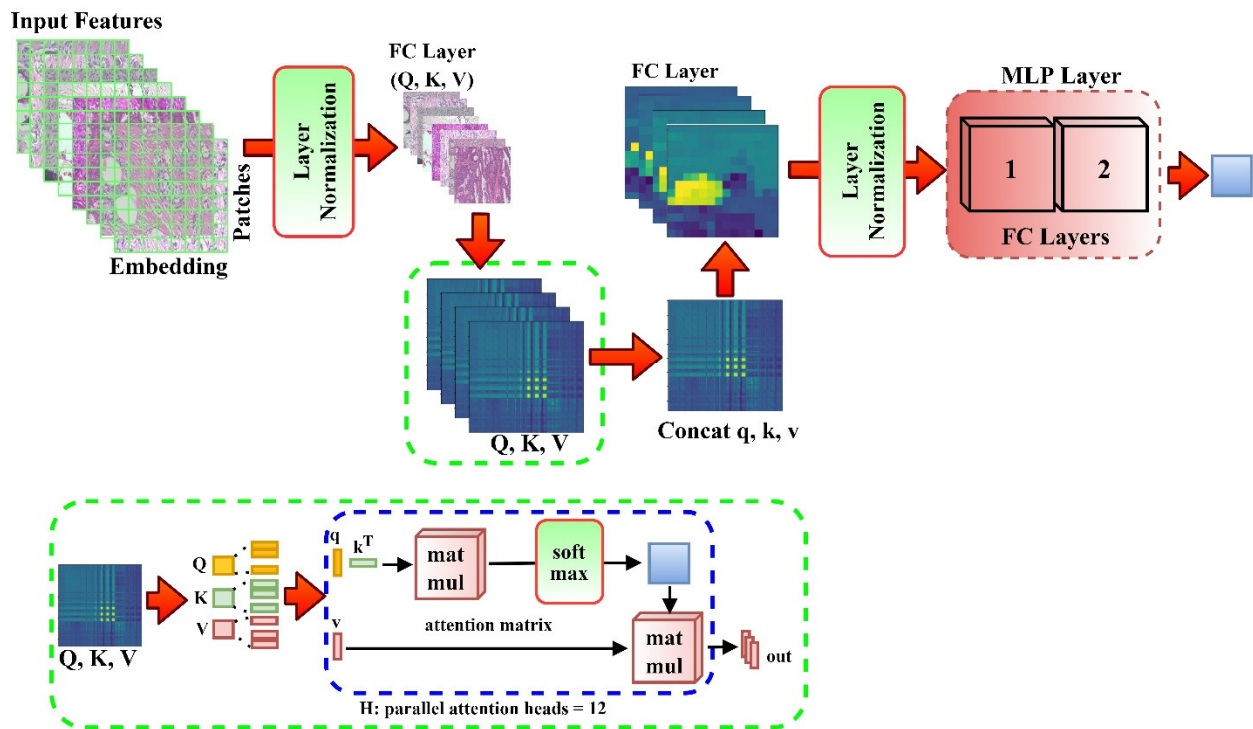 Input Features
Patches
Embedding
Layer
Normalization
FC Layer
(Q, K, V)
Q, K, V
Concat q, k, v
FC Layer
Layer
Normalization
MLP Layer
1
2
FC Layers
Q, K, V
Q
K
V
q
k^T
v
mat
mul
soft
max
attention matrix
mat
mul
out
H: parallel attention heads = 12